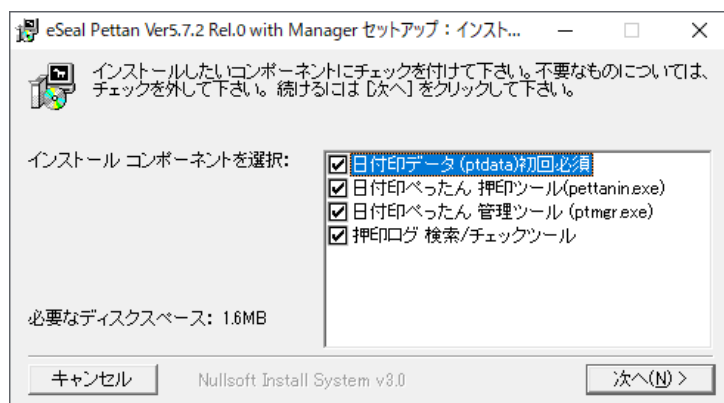 eSeal Pettan Ver5.7.2 Rel.0 with Manager セットアップ：インスト...
インストールしたいコンポーネントにチェックを付けて下さい。不要なものについては、
チェックを外して下さい。続けるには [次へ] をクリックして下さい。
インストール コンポーネントを選択:
日付印データ (ptdata)初回必須
日付印ぺったん 押印ツール(pettanin.exe)
日付印ぺったん 管理ツール (ptmgr.exe)
押印ログ 検索/チェックツール
必要なディスクスペース: 1.6MB
キャンセル
Nullsoft Install System v3.0
次へ(N) >